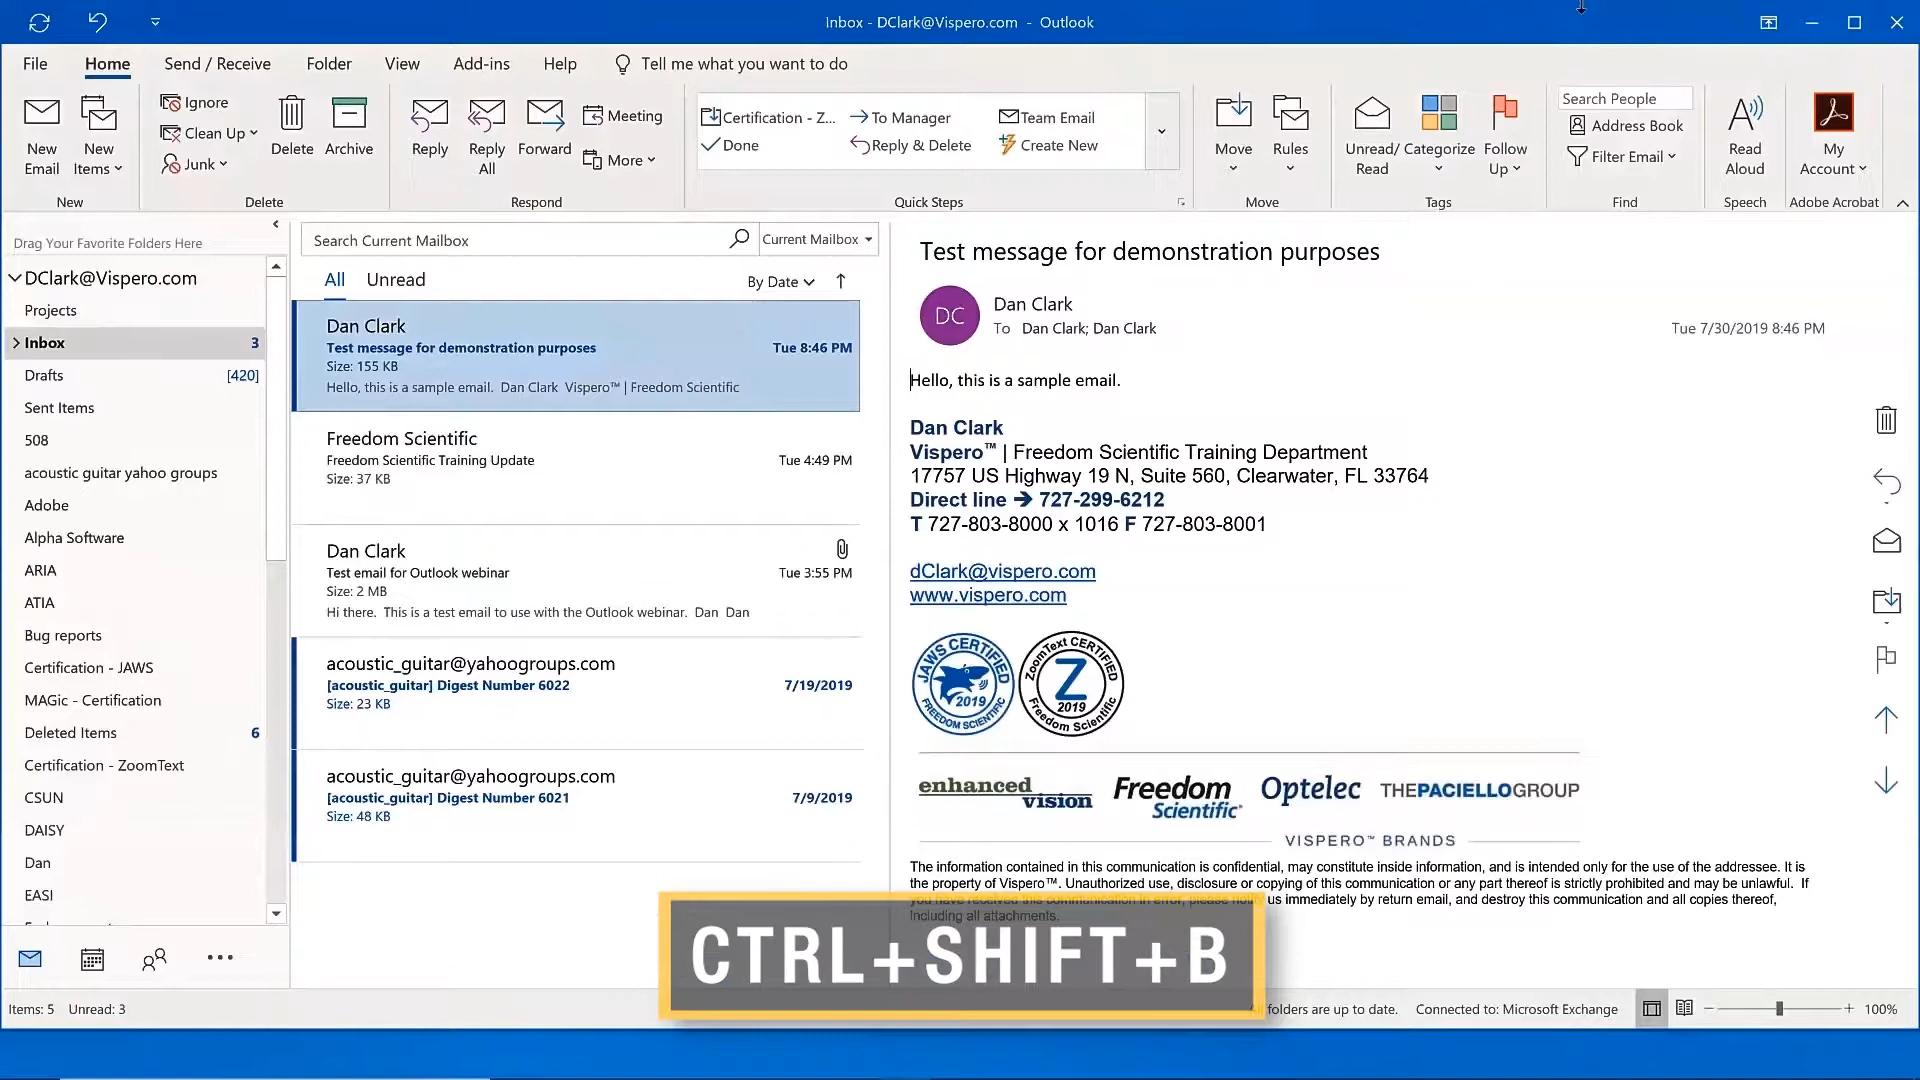 Inbox - DClark@Vispero.com - Outlook
File Home Send / Receive Folder View Add-ins Help Tell me what you want to do
New Email
New Items
New
Ignore
Clean Up
Junk
Delete
Archive
Delete
Reply
Reply All
Forward
Meeting
More
Respond
Certification - Z...
Done
To Manager
Reply & Delete
Team Email
Create New
Quick Steps
Move
Rules
Move
Unread/ Read
Categorize
Follow Up
Tags
Search People
Address Book
Filter Email
Find
Read Aloud
Speech
My Account
Adobe Acrobat
Drag Your Favorite Folders Here
DClark@Vispero.com
Projects
Inbox 3
Drafts [420]
Sent Items
508
acoustic guitar yahoo groups
Adobe
Alpha Software
ARIA
ATIA
Bug reports
Certification - JAWS
MAGic - Certification
Deleted Items 6
Certification - ZoomText
CSUN
DAISY
Dan
EASI
Search Current Mailbox Current Mailbox
All Unread By Date
Dan Clark
Test message for demonstration purposes Tue 8:46 PM
Size: 155 KB
Hello, this is a sample email. Dan Clark Vispero™ | Freedom Scientific
Freedom Scientific
Freedom Scientific Training Update Tue 4:49 PM
Size: 37 KB
Dan Clark
Test email for Outlook webinar Tue 3:55 PM
Size: 2 MB
Hi there. This is a test email to use with the Outlook webinar. Dan Dan
acoustic_guitar@yahoogroups.com
[acoustic_guitar] Digest Number 6022 7/19/2019
Size: 23 KB
acoustic_guitar@yahoogroups.com
[acoustic_guitar] Digest Number 6021 7/9/2019
Size: 48 KB
Test message for demonstration purposes
DC
Dan Clark
To Dan Clark; Dan Clark
Tue 7/30/2019 8:46 PM
Hello, this is a sample email.
Dan Clark
Vispero™ | Freedom Scientific Training Department
17757 US Highway 19 N, Suite 560, Clearwater, FL 33764
Direct line ➔ 727-299-6212
T 727-803-8000 x 1016 F 727-803-8001
dClark@vispero.com
www.vispero.com
JAWS CERTIFIED 2019 FREEDOM SCIENTIFIC
ZoomText CERTIFIED Z 2019 Freedom Scientific
enhanced vision
Freedom Scientific
Optelec
THEPACIELLOGROUP
VISPERO™ BRANDS
The information contained in this communication is confidential, may constitute inside information, and is intended only for the use of the addressee. It is
the property of Vispero™. Unauthorized use, disclosure or copying of this communication or any part thereof is strictly prohibited and may be unlawful. If
you have received this communication in error, please notify us immediately by return email, and destroy this communication and all copies thereof,
including all attachments.
CTRL+SHIFT+B
Items: 5 Unread: 3
folders are up to date. Connected to: Microsoft Exchange 100%